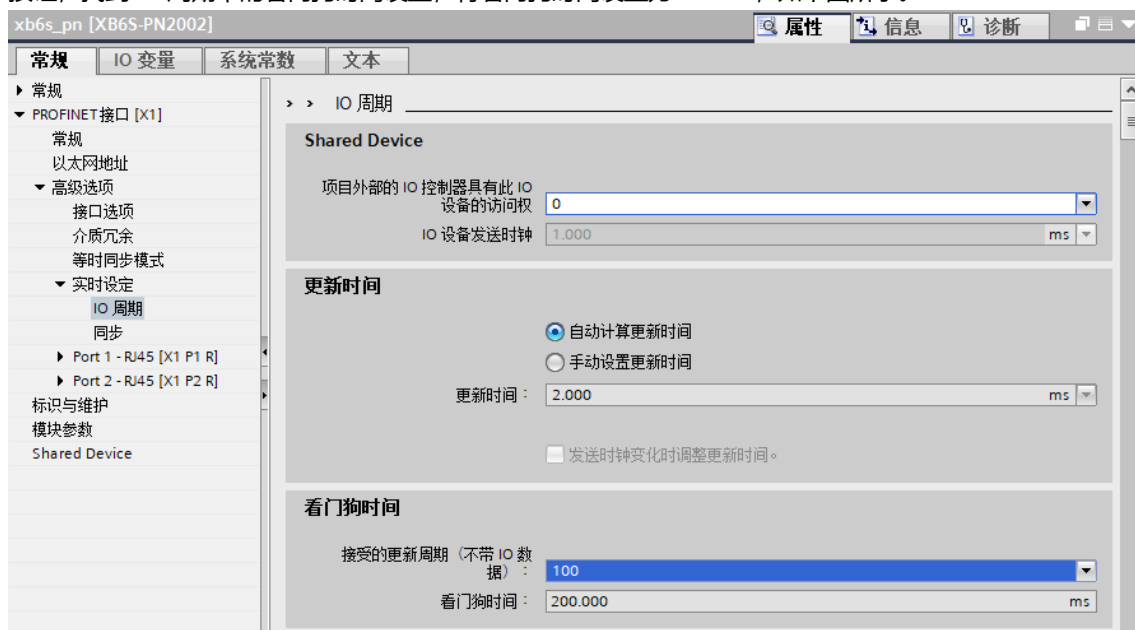 xb6s_pn [XB6S-PN2002]
属性
信息
诊断
常规
IO 变量
系统常数
文本
常规
PROFINET接口 [X1]
常规
以太网地址
高级选项
接口选项
介质冗余
等时同步模式
实时设定
IO 周期
同步
Port 1 - RJ45 [X1 P1 R]
Port 2 - RJ45 [X1 P2 R]
标识与维护
模块参数
Shared Device
> > IO 周期
Shared Device
项目外部的 IO 控制器具有此 IO
设备的访问权 0
IO 设备发送时钟 1.000 ms
更新时间
自动计算更新时间
手动设置更新时间
更新时间： 2.000 ms
发送时钟变化时调整更新时间。
看门狗时间
接受的更新周期（不带 IO 数
据）： 100
看门狗时间： 200.000 ms